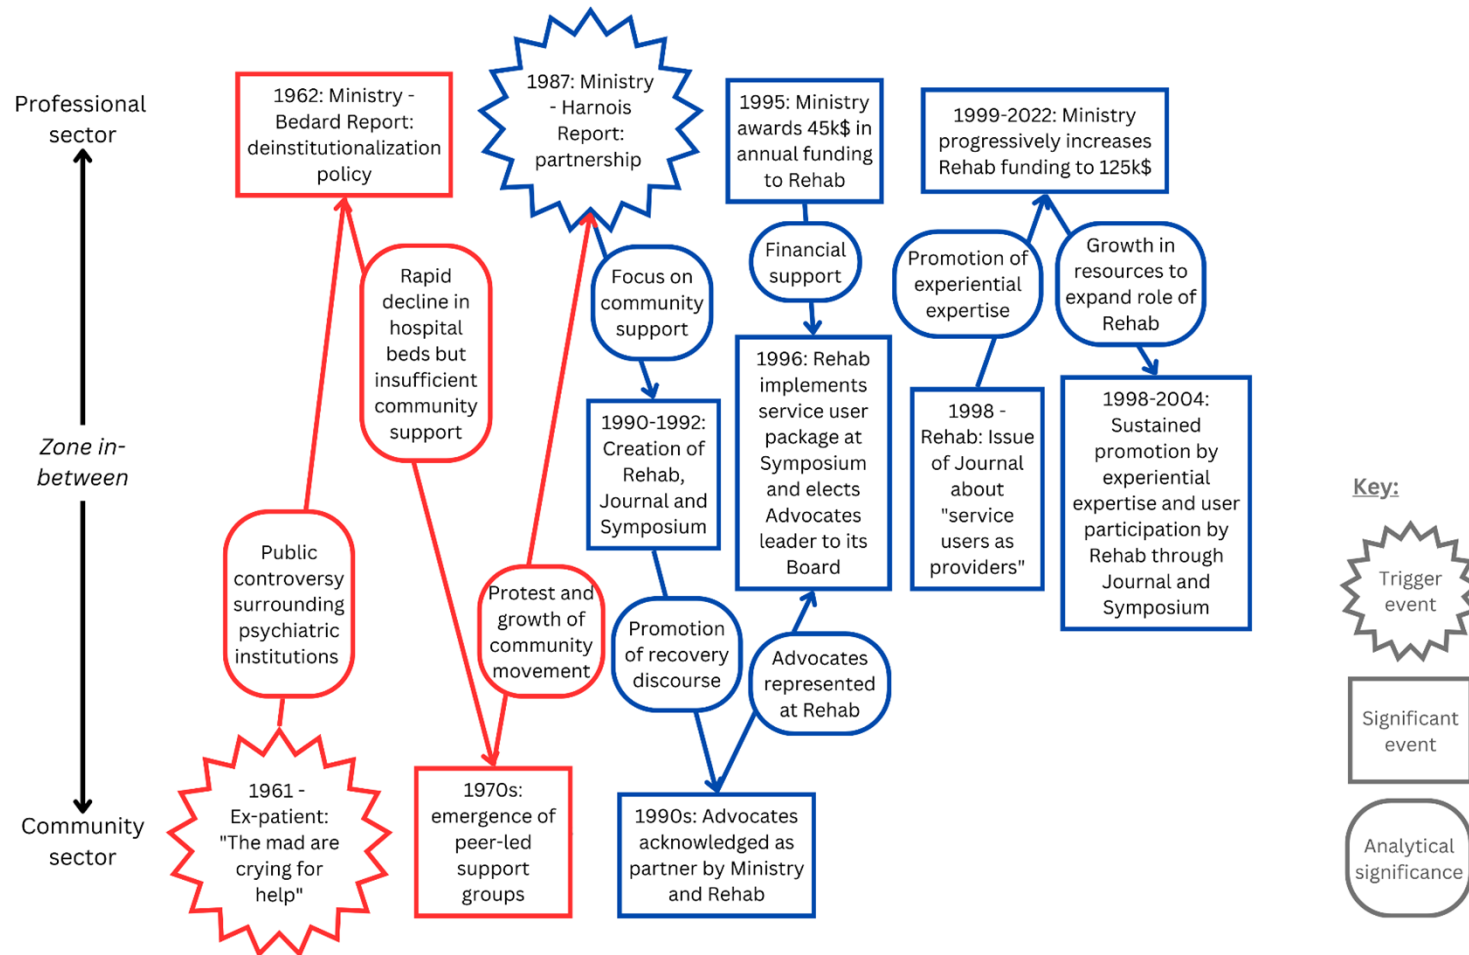 Professional
sector
Zone in-
between
Community
sector
1961 -
Ex-patient:
"The mad are
crying for
help"
Public
controversy
surrounding
psychiatric
institutions
1962: Ministry -
Bedard Report:
deinstitutionalization
policy
Rapid
decline in
hospital
beds but
insufficient
community
support
1970s:
emergence of
peer-led
support
groups
Protest and
growth of
community
movement
1987: Ministry
- Harnois
Report:
partnership
Focus on
community
support
1990-1992:
Creation of
Rehab,
Journal and
Symposium
Promotion
of recovery
discourse
1990s: Advocates
acknowledged as
partner by Ministry
and Rehab
Advocates
represented
at Rehab
1995: Ministry
awards 45k$ in
annual funding
to Rehab
Financial
support
1996: Rehab
implements
service user
package at
Symposium
and elects
Advocates
leader to its
Board
1998 -
Rehab: Issue
of Journal
about
"service
users as
providers"
Promotion of
experiential
expertise
1999-2022: Ministry
progressively increases
Rehab funding to 125k$
Growth in
resources to
expand role of
Rehab
1998-2004:
Sustained
promotion by
experiential
expertise and user
participation by
Rehab through
Journal and
Symposium
Key:
Trigger
event
Significant
event
Analytical
significance